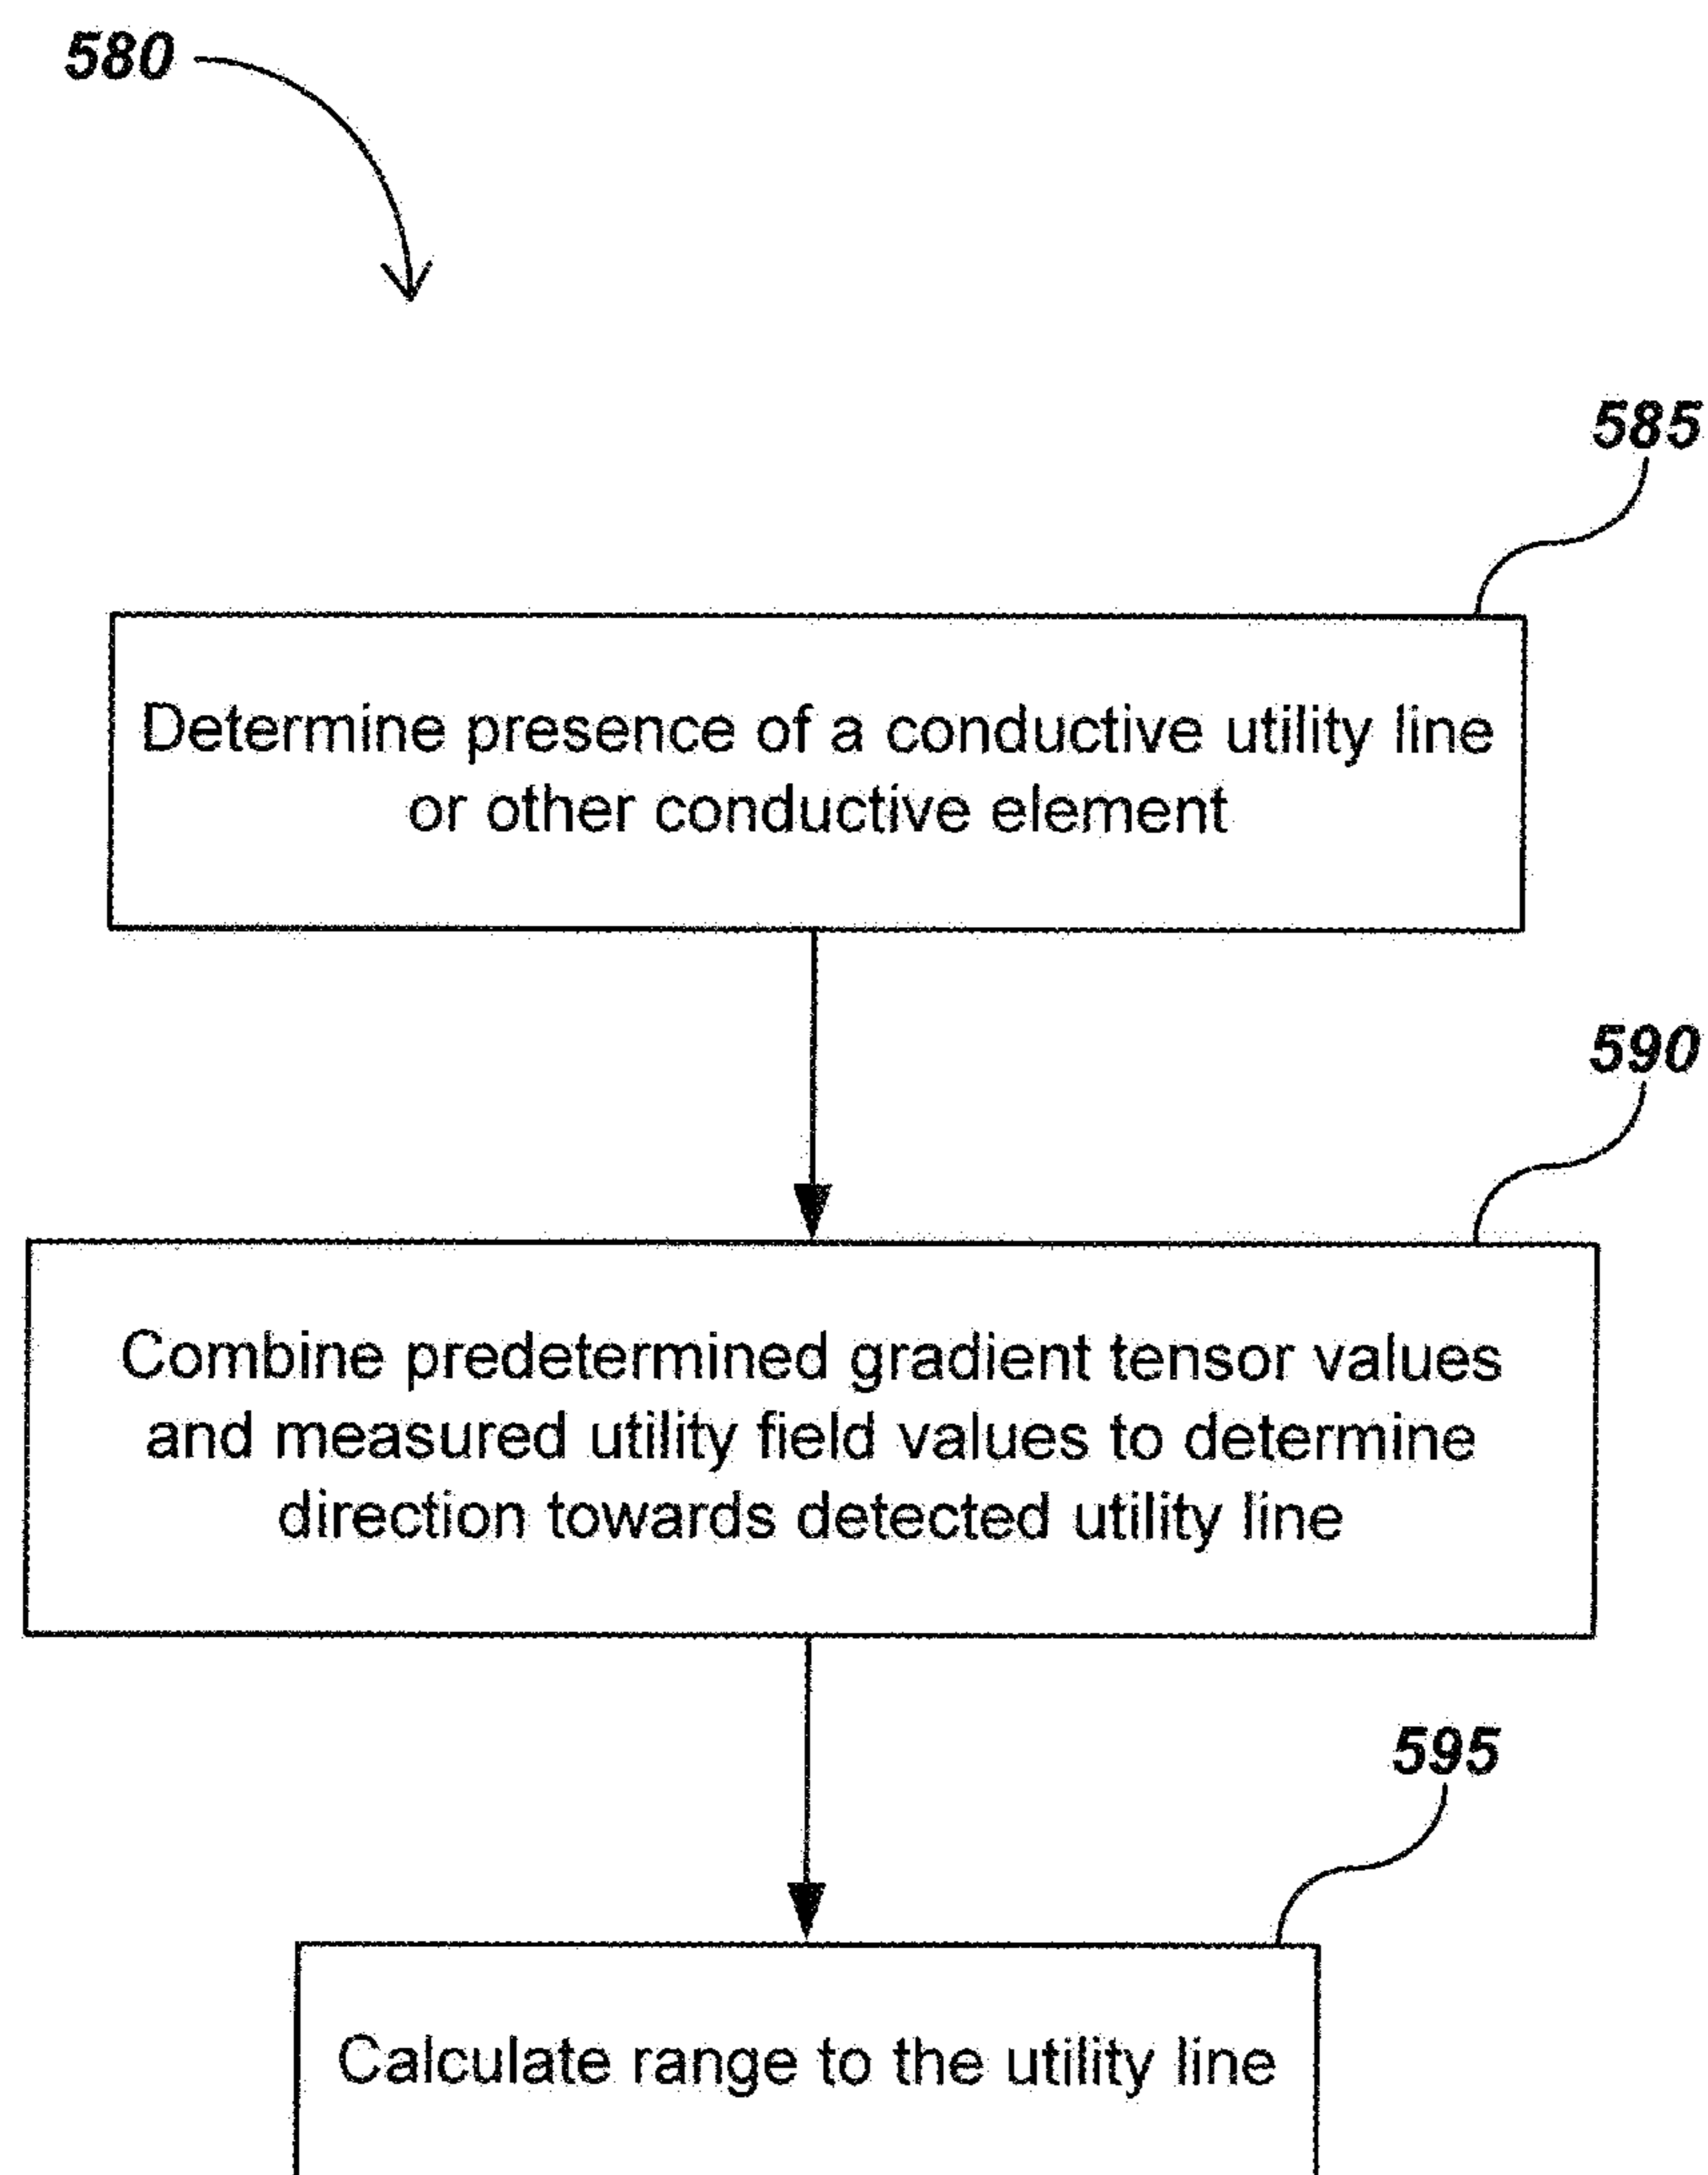 580
585
Determine presence of a conductive utility line
or other conductive element
590
Combine predetermined gradient tensor values
and measured utility field values to determine
direction towards detected utility line
595
Calculate range to the utility line